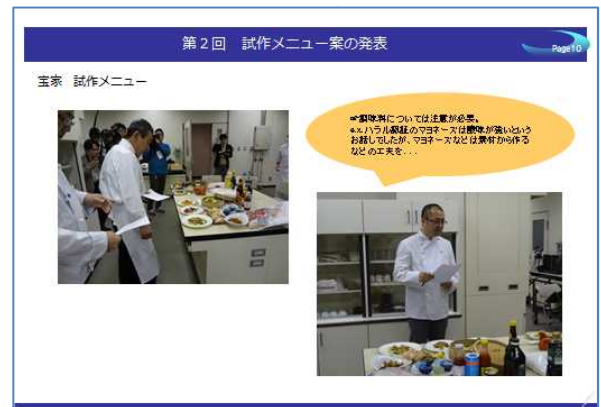 第2回　試作メニュー案の発表
Page10
宝家　試作メニュー
☞調味料については注意が必要。
e.x.ハラル認証のマヨネーズは酸味が強いという
お話でしたが、マヨネーズなどは素材から作る
などの工夫を...